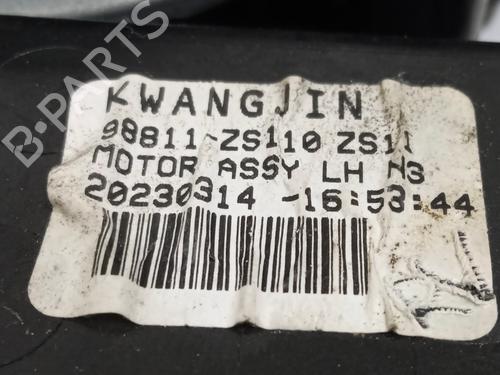 KWANGJIN
98811-ZS110 ZS11
MOTOR ASSY LH N3
20230314 -16:53:44
B-PARTS